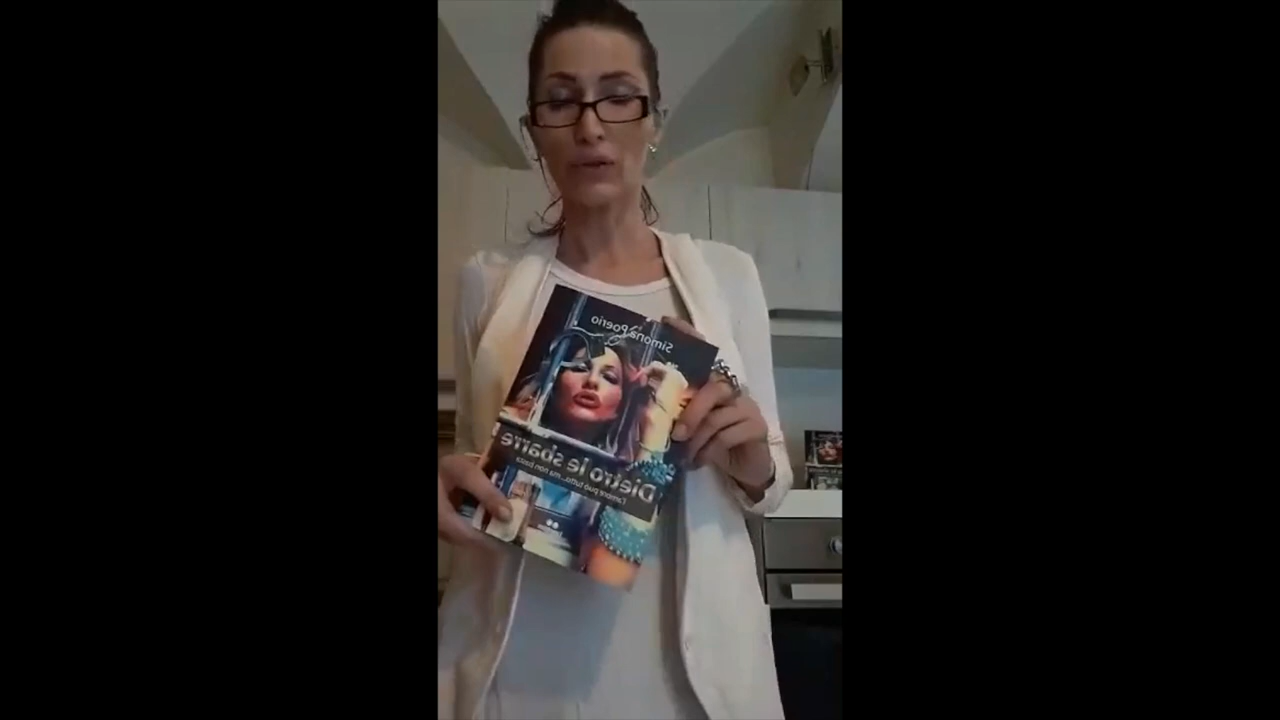 Simona Poerio
Dietro le sbarre
L'amore può tutto... ma non basta